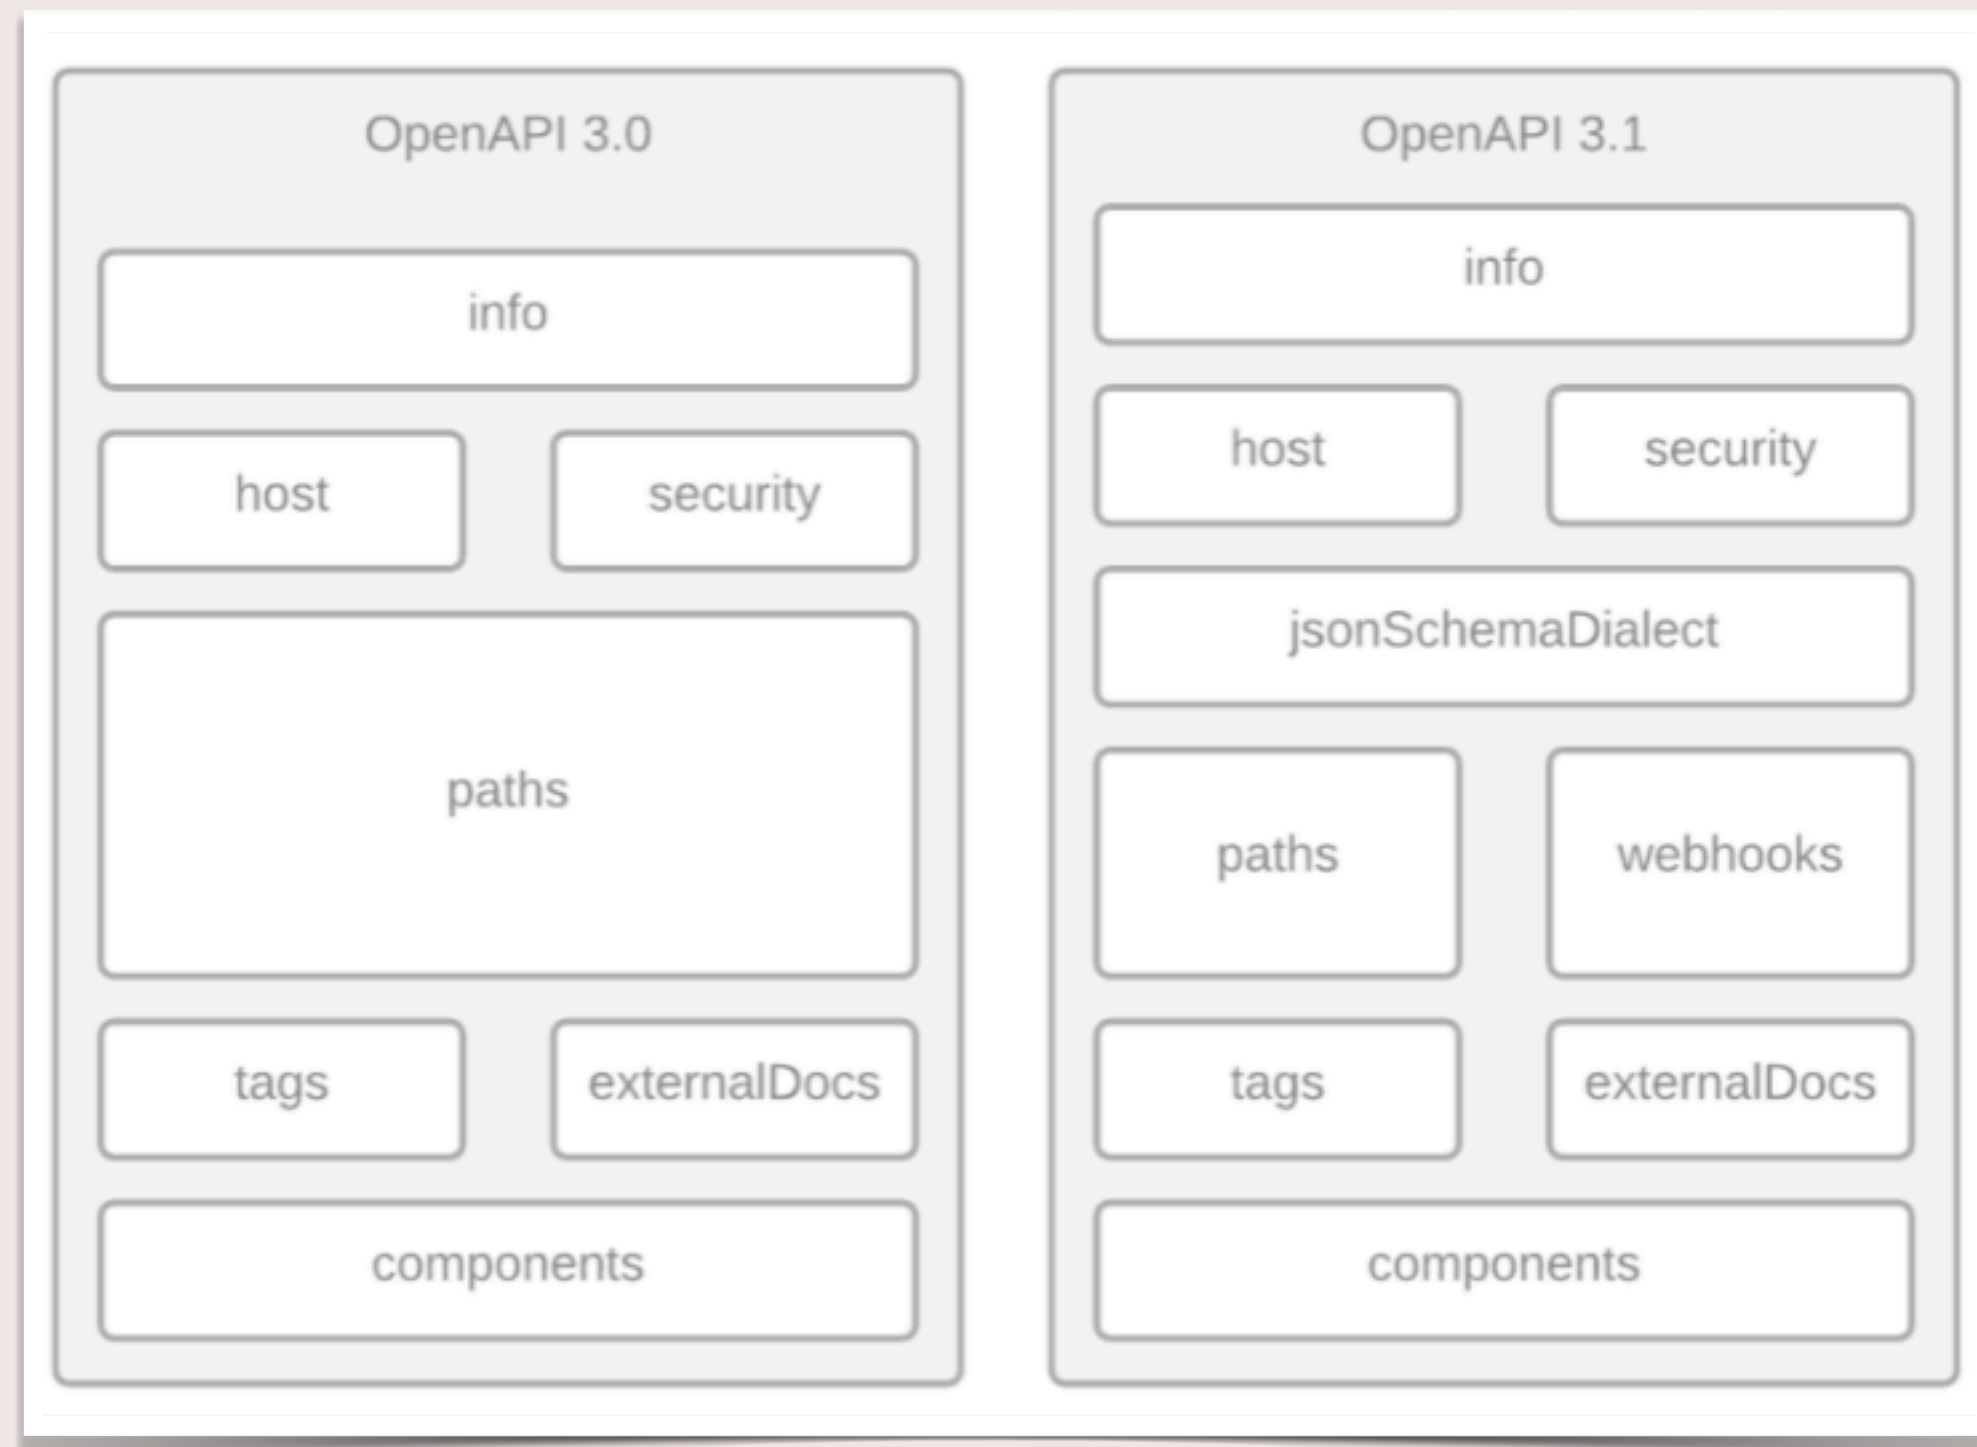 OpenAPI 3.0
info
host
security
paths
tags
externalDocs
components
OpenAPI 3.1
info
host
security
jsonSchemaDialect
paths
webhooks
tags
externalDocs
components